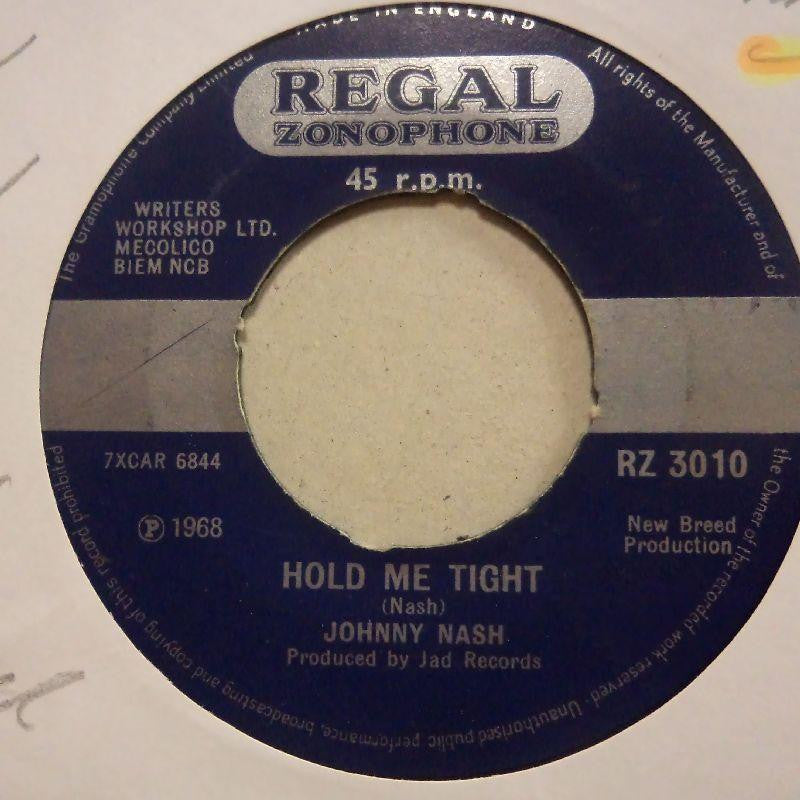 MADE IN ENGLAND
REGAL
ZONOPHONE
45 r.p.m.
WRITERS
WORKSHOP LTD.
MECOLICO
BIEM NCB
7XCAR 6844
RZ 3010
℗ 1968
New Breed
Production
HOLD ME TIGHT
(Nash)
JOHNNY NASH
Produced by Jad Records
The Gramophone Company Limited
All rights of the Manufacturer and of
the Owner of the recorded work reserved · Unauthorised public performance, broadcasting and copying of this record prohibited